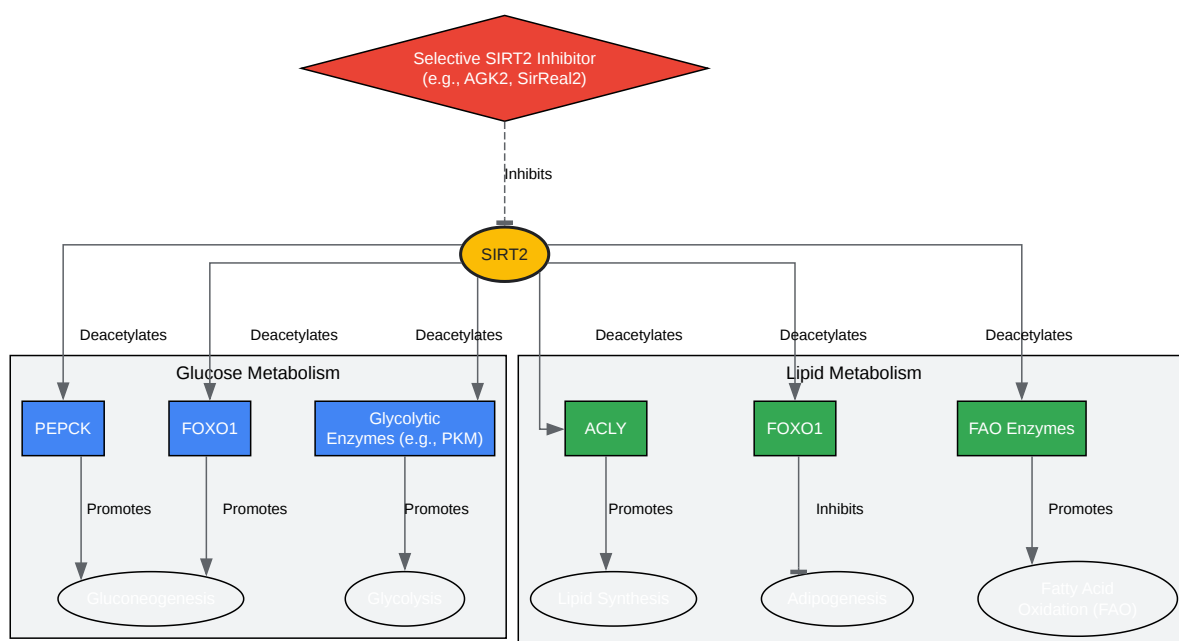 Selective SIRT2 Inhibitor
(e.g., AGK2, SirReal2)
Inhibits
SIRT2
Deacetylates
Deacetylates
Deacetylates
Deacetylates
Deacetylates
Deacetylates
Glucose Metabolism
Lipid Metabolism
PEPCK
FOXO1
Glycolytic
Enzymes (e.g., PKM)
ACLY
FOXO1
FAO Enzymes
Promotes
Promotes
Promotes
Promotes
Inhibits
Promotes
Gluconeogenesis
Glycolysis
Lipid Synthesis
Adipogenesis
Fatty Acid
Oxidation (FAO)